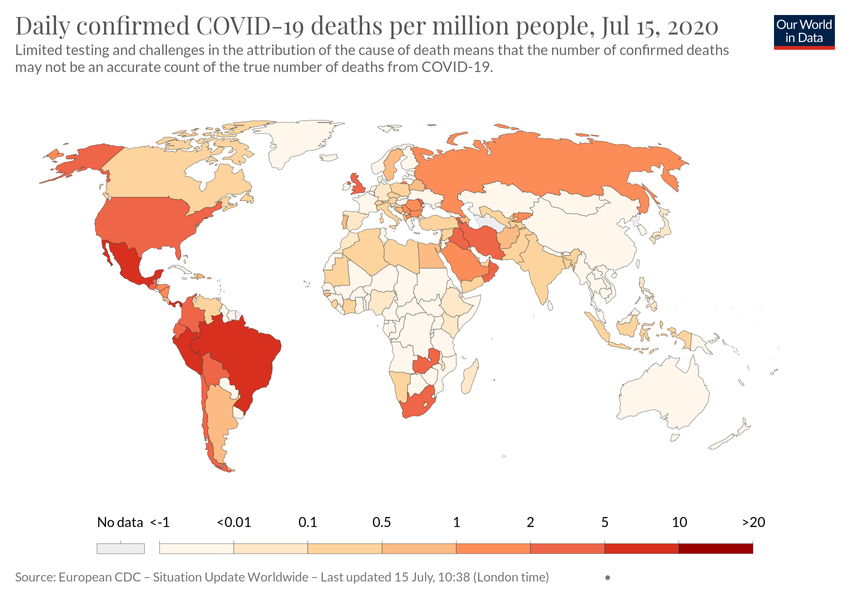 Daily confirmed COVID-19 deaths per million people, Jul 15, 2020
Our World
in Data
Limited testing and challenges in the attribution of the cause of death means that the number of confirmed deaths
may not be an accurate count of the true number of deaths from COVID-19.
No data <-1 <0.01 0.1 0.5 1 2 5 10 >20
Source: European CDC – Situation Update Worldwide – Last updated 15 July, 10:38 (London time) •